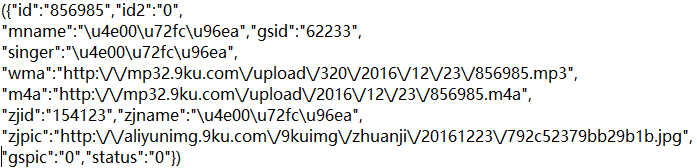 ({"id":"856985","id2":"0",
"mname":"\u4e00\u72fc\u96ea","gsid":"62233",
"singer":"\u4e00\u72fc\u96ea",
"wma":"http:\/\/mp32.9ku.com\/upload\/320\/2016\/12\/23\/856985.mp3",
"m4a":"http:\/\/mp32.9ku.com\/upload\/2016\/12\/23\/856985.m4a",
"zjid":"154123","zjname":"\u4e00\u72fc\u96ea",
"zjpic":"http:\/\/aliyunimg.9ku.com\/9kuimg\/zhuanji\/20161223\/792c52379bb29b1b.jpg",
"gspic":"0","status":"0"})